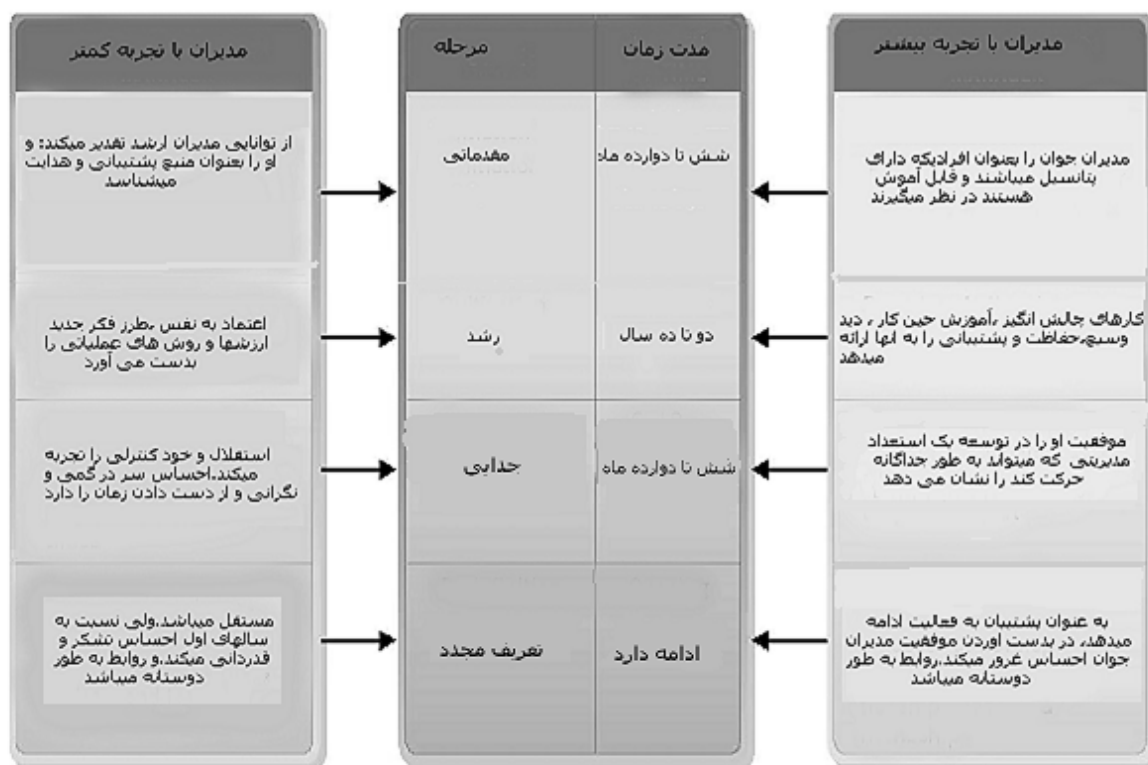 مدیران با تجربه بیشتر
مدیران جوان را بعنوان افرادیکه دارای
پتانسیل میباشند و قابل آموش
هستند در نظر میگیرند
کارهای چالش انگیز ،آموزش حین کار ، دید
وسیع،حفاظت و پشتیبانی را به آنها ارائه
میدهد
موفقیت او را در توسعه یک استعداد
مدیریتی که میتواند به طور جداگانه
حرکت کند را نشان می دهد
به عنوان پشتیبان به فعالیت ادامه
میدهد، در بدست اوردن موفقیت مدیران
جوان احساس غرور میکند.روابط به طور
دوستانه میباشد
مدت زمان
مرحله
شش تا دوازده ماه
مقدماتی
دو تا ده سال
رشد
شش تا دوازده ماه
جدایی
ادامه دارد
تعریف مجدد
مدیران با تجربه کمتر
از توانایی مدیران ارشد تقدیر میکند؛ و
او را بعنوان منبع پشتیبانی و هدایت
میشناسد
اعتماد به نفس ،طرز فکر جدید
ارزشها و روش های عملیاتی را
بدست می آورد
استقلال و خود کنترلی را تجربه
میکند.احساس سر در گمی و
نگرانی و از دست دادن زمان را دارد
مستقل میباشد.ولی نسبت به
سالهای اول احساس تشکر و
قدردانی میکند.و روابط به طور
دوستانه میباشد